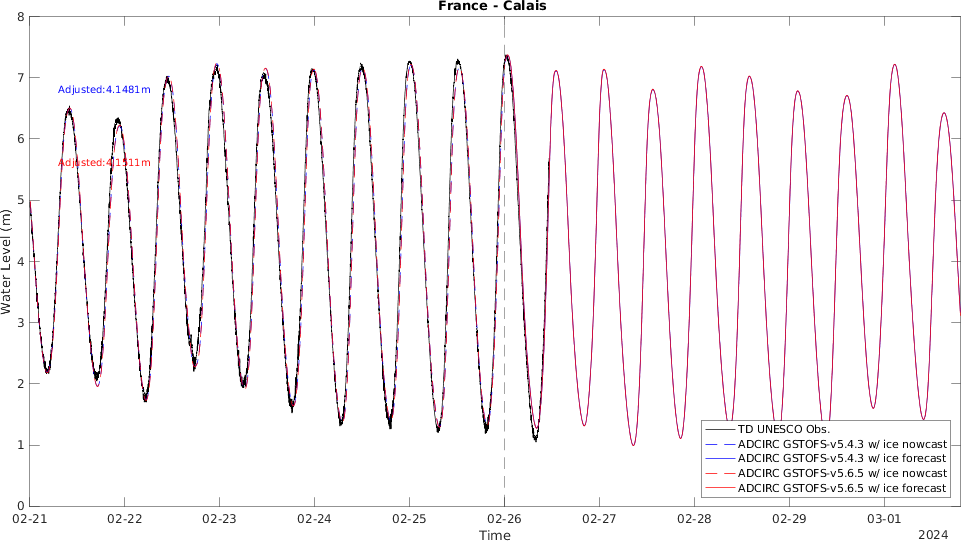 France - Calais
8
7
6
5
4
3
2
1
0
Water Level (m)
Adjusted:4.1481m
Adjusted:4.1511m
TD UNESCO Obs.
ADCIRC GSTOFS-v5.4.3 w/ ice nowcast
ADCIRC GSTOFS-v5.4.3 w/ ice forecast
ADCIRC GSTOFS-v5.6.5 w/ ice nowcast
ADCIRC GSTOFS-v5.6.5 w/ ice forecast
02-21 02-22 02-23 02-24 02-25 02-26 02-27 02-28 02-29 03-01
Time
2024